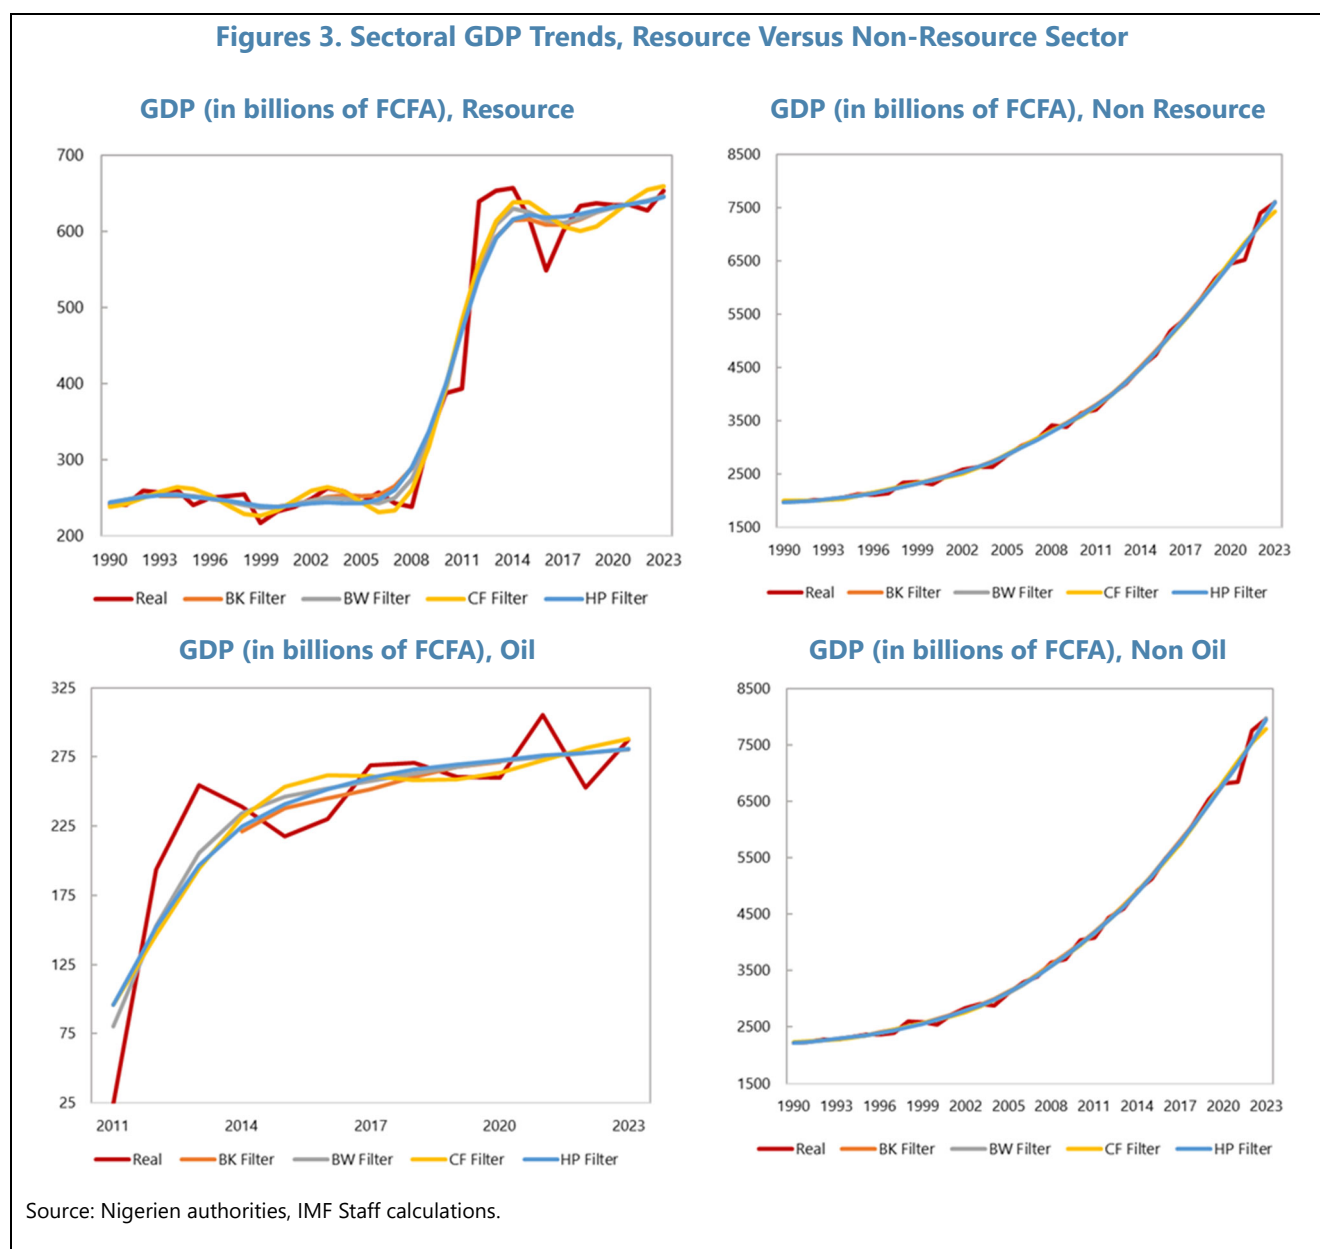 Figures 3. Sectoral GDP Trends, Resource Versus Non-Resource Sector
GDP (in billions of FCFA), Resource
700
600
500
400
300
200
1990 1993 1996 1999 2002 2005 2008 2011 2014 2017 2020 2023
Real BK Filter BW Filter CF Filter HP Filter
GDP (in billions of FCFA), Non Resource
8500
7500
6500
5500
4500
3500
2500
1500
1990 1993 1996 1999 2002 2005 2008 2011 2014 2017 2020 2023
Real BK Filter BW Filter CF Filter HP Filter
GDP (in billions of FCFA), Oil
325
275
225
175
125
75
25
2011 2014 2017 2020 2023
Real BK Filter BW Filter CF Filter HP Filter
GDP (in billions of FCFA), Non Oil
8500
7500
6500
5500
4500
3500
2500
1500
1990 1993 1996 1999 2002 2005 2008 2011 2014 2017 2020 2023
Real BK Filter BW Filter CF Filter HP Filter
Source: Nigerien authorities, IMF Staff calculations.